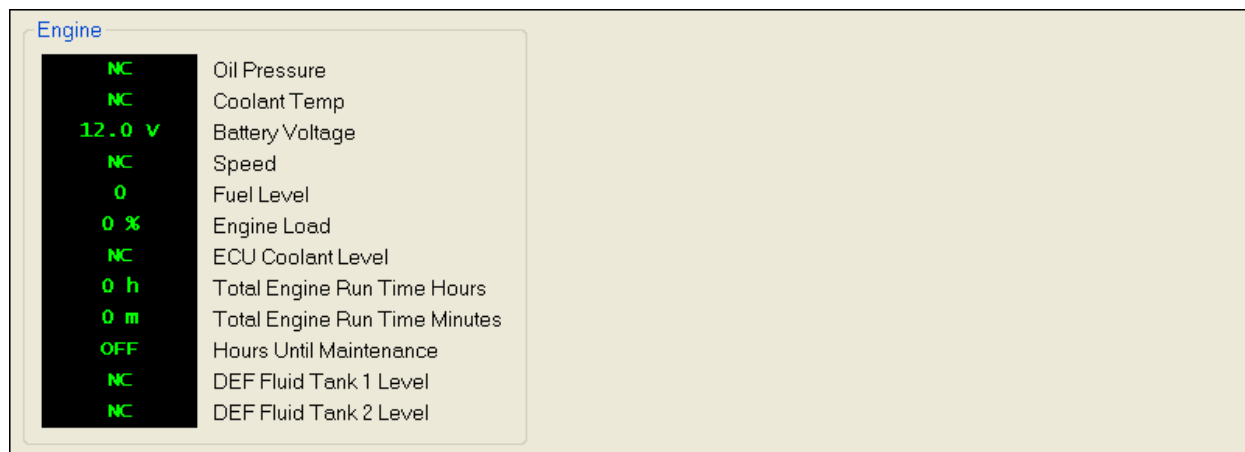 Engine
NC Oil Pressure
NC Coolant Temp
12.0 V Battery Voltage
NC Speed
0 Fuel Level
0 % Engine Load
NC ECU Coolant Level
0 h Total Engine Run Time Hours
0 m Total Engine Run Time Minutes
OFF Hours Until Maintenance
NC DEF Fluid Tank 1 Level
NC DEF Fluid Tank 2 Level